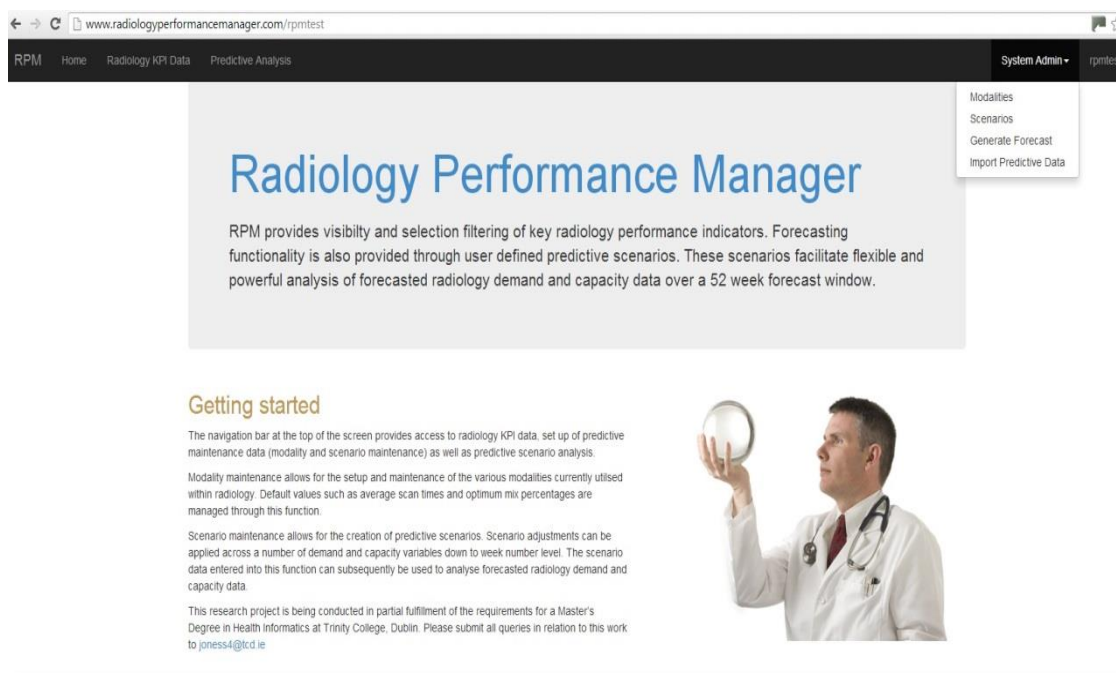 www.radiologyperformancemanager.com/rpmtest
RPM Home Radiology KPI Data Predictive Analysis System Admin
Modalities
Scenarios
Generate Forecast
Import Predictive Data
Radiology Performance Manager
RPM provides visibilty and selection filtering of key radiology performance indicators. Forecasting
functionality is also provided through user defined predictive scenarios. These scenarios facilitate flexible and
powerful analysis of forecasted radiology demand and capacity data over a 52 week forecast window.
Getting started
The navigation bar at the top of the screen provides access to radiology KPI data, set up of predictive
maintenance data (modality and scenario maintenance) as well as predictive scenario analysis.
Modality maintenance allows for the setup and maintenance of the various modalities currently utilsed
within radiology. Default values such as average scan times and optimum mix percentages are
managed through this function.
Scenario maintenance allows for the creation of predictive scenarios. Scenario adjustments can be
applied across a number of demand and capacity variables down to week number level. The scenario
data entered into this function can subsequently be used to analyse forecasted radiology demand and
capacity data.
This research project is being conducted in partial fulfillment of the requirements for a Master's
Degree in Health Informatics at Trinity College, Dublin. Please submit all queries in relation to this work
to joness4@tcd.ie